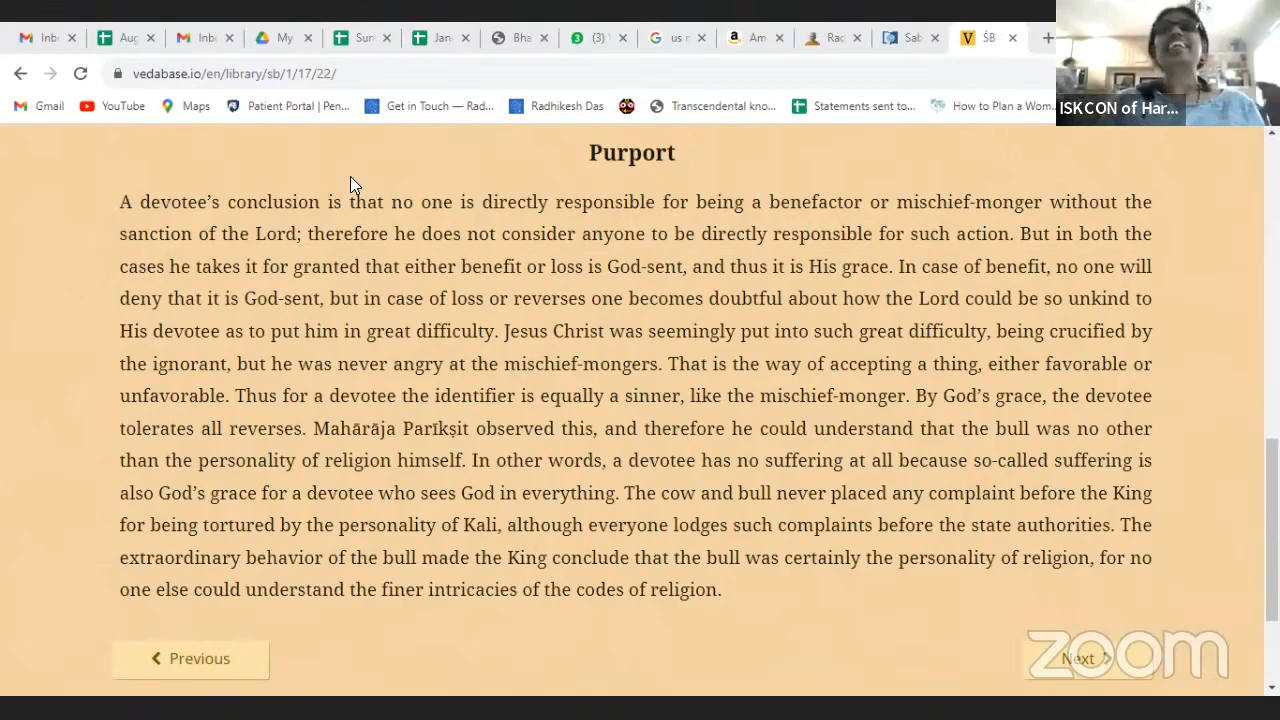 Inb
Aug
Inb
My
Sun
Jan
Bha
(3)
us n
Am
Rad
Sab
ŚB
vedabase.io/en/library/sb/1/17/22/
Gmail
YouTube
Maps
Patient Portal | Pen...
Get in Touch — Rad...
Radhikesh Das
Transcendental kno...
Statements sent to...
How to Plan a Wom
ISKCON of Har...
Purport
A devotee’s conclusion is that no one is directly responsible for being a benefactor or mischief-monger without the
sanction of the Lord; therefore he does not consider anyone to be directly responsible for such action. But in both the
cases he takes it for granted that either benefit or loss is God-sent, and thus it is His grace. In case of benefit, no one will
deny that it is God-sent, but in case of loss or reverses one becomes doubtful about how the Lord could be so unkind to
His devotee as to put him in great difficulty. Jesus Christ was seemingly put into such great difficulty, being crucified by
the ignorant, but he was never angry at the mischief-mongers. That is the way of accepting a thing, either favorable or
unfavorable. Thus for a devotee the identifier is equally a sinner, like the mischief-monger. By God’s grace, the devotee
tolerates all reverses. Mahārāja Parīkṣit observed this, and therefore he could understand that the bull was no other
than the personality of religion himself. In other words, a devotee has no suffering at all because so-called suffering is
also God’s grace for a devotee who sees God in everything. The cow and bull never placed any complaint before the King
for being tortured by the personality of Kali, although everyone lodges such complaints before the state authorities. The
extraordinary behavior of the bull made the King conclude that the bull was certainly the personality of religion, for no
one else could understand the finer intricacies of the codes of religion.
Previous
Next
zoom